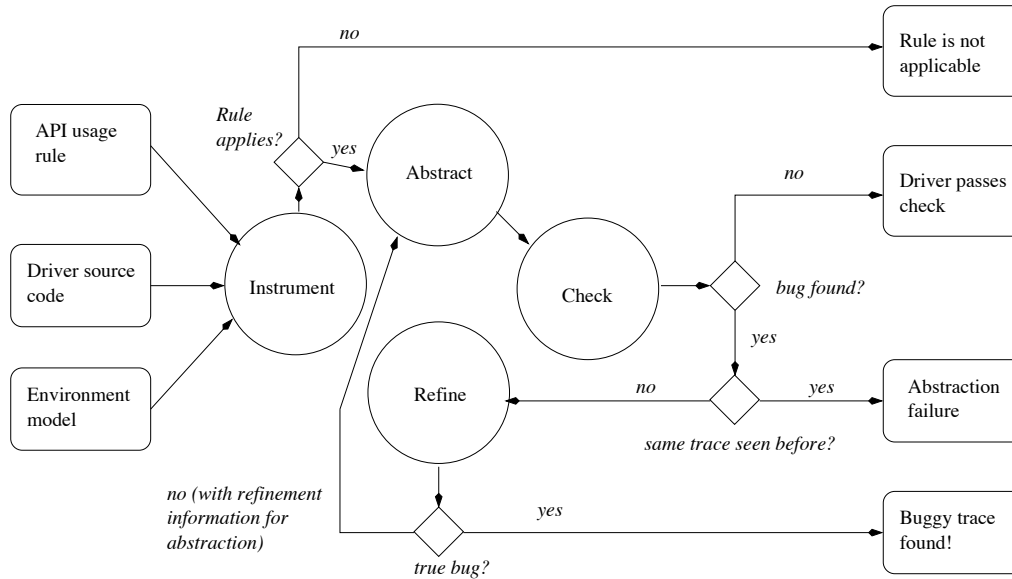 no
Rule is not
applicable
Rule
applies?
yes
API usage
rule
Abstract
no
Driver passes
check
Driver source
code
Instrument
Check
bug found?
yes
Environment
model
Refine
no
yes
Abstraction
failure
same trace seen before?
no (with refinement
information for
abstraction)
yes
Buggy trace
found!
true bug?